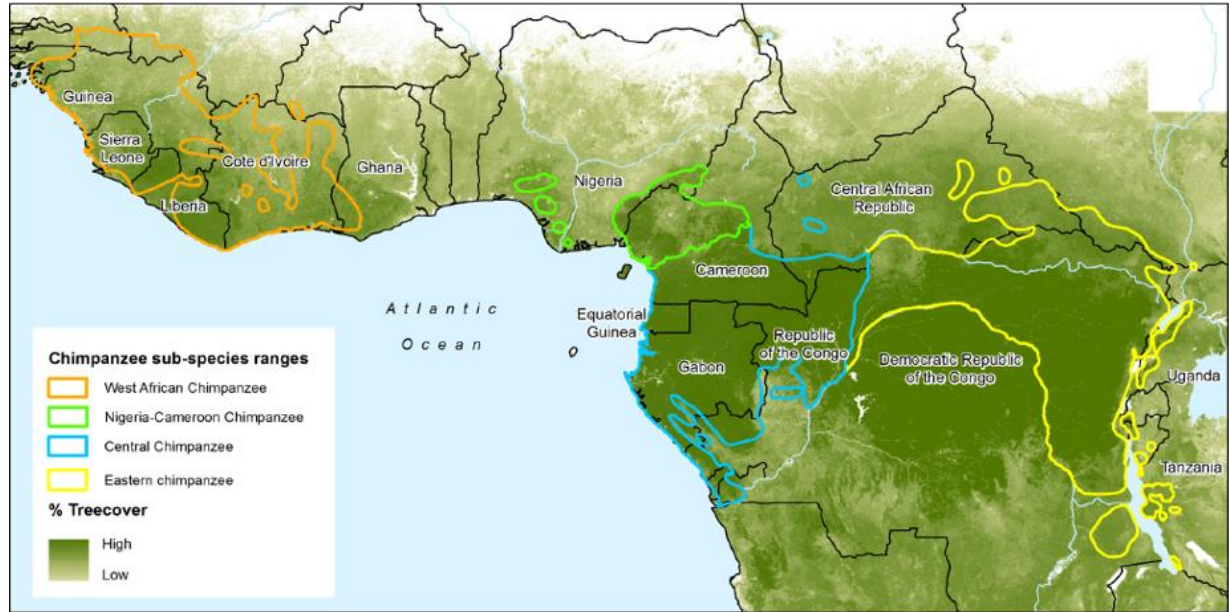 Guinea
Sierra
Leone
Liberia
Cote d'Ivoire
Ghana
Nigeria
Central African
Republic
Cameroon
Equatorial
Guinea
Gabon
Republic
of the Congo
Democratic Republic
of the Congo
Uganda
Tanzania
Atlantic
Ocean
Chimpanzee sub-species ranges
West African Chimpanzee
Nigeria-Cameroon Chimpanzee
Central Chimpanzee
Eastern chimpanzee
% Treecover
High
Low